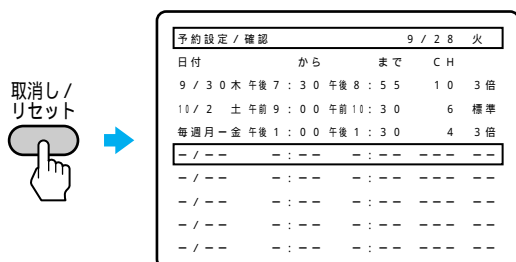 取消し/
リセット
予約設定/確認 9/28 火
日付 から まで CH
9/30木 午後7:30 午後8:55 10 3倍
10/2 土 午前9:00 午前10:30 6 標準
毎週月ー金 午後1:00 午後1:30 4 3倍
ー/ーー ー:ーー ー:ーー ーーー ーー
ー/ーー ー:ーー ー:ーー ーーー ーー
ー/ーー ー:ーー ー:ーー ーーー ーー
ー/ーー ー:ーー ー:ーー ーーー ーー
ー/ーー ー:ーー ー:ーー ーーー ーー